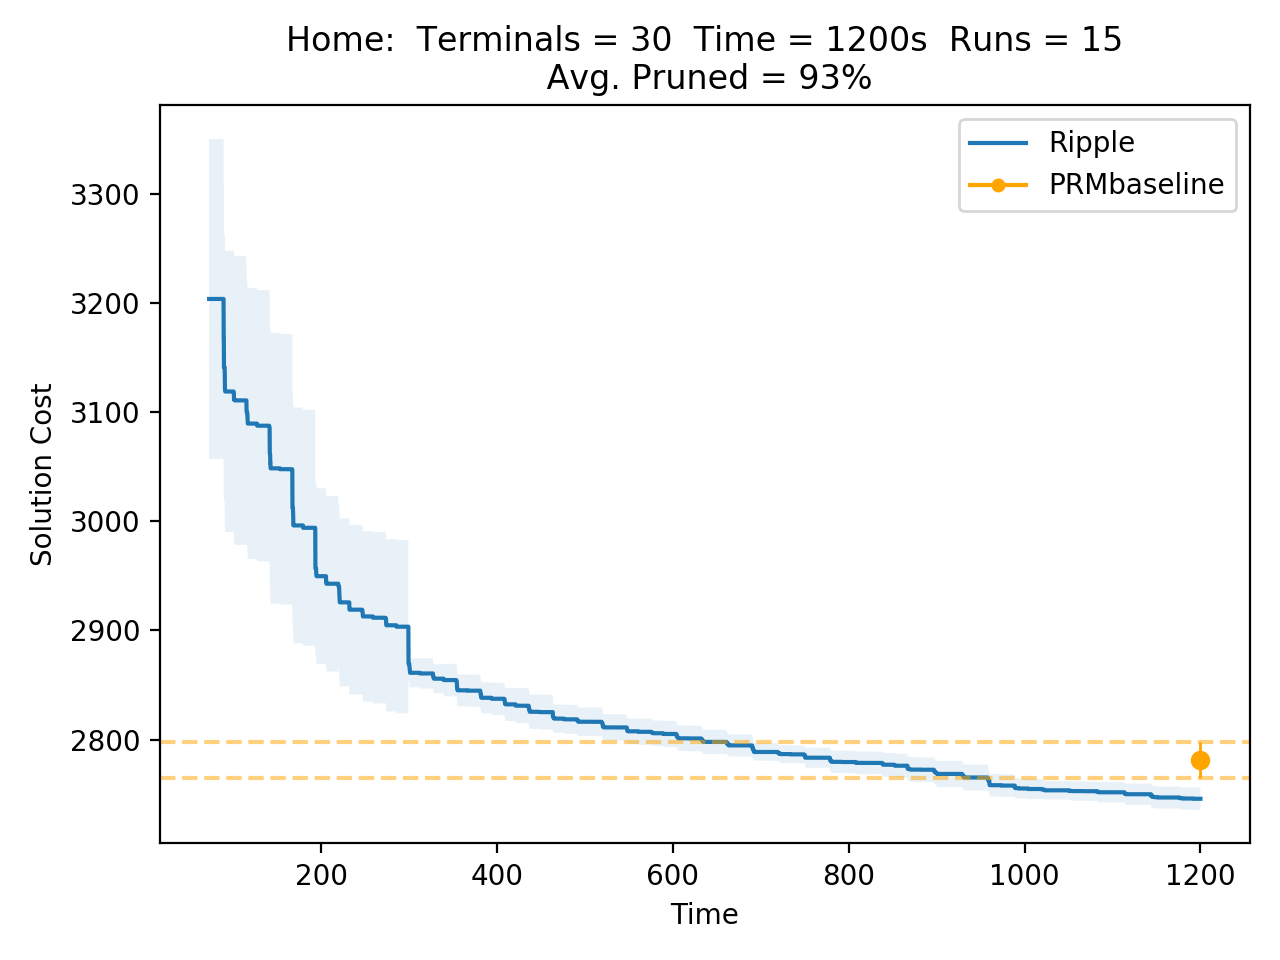 Home:  Terminals = 30  Time = 1200s  Runs = 15
Avg. Pruned = 93%
Ripple
PRMbaseline
3300
3200
3100
3000
2900
2800
Solution Cost
200 400 600 800 1000 1200
Time